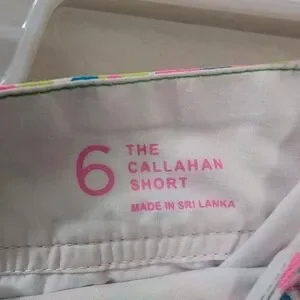 6
THE
CALLAHAN
SHORT
MADE IN SRI LANKA